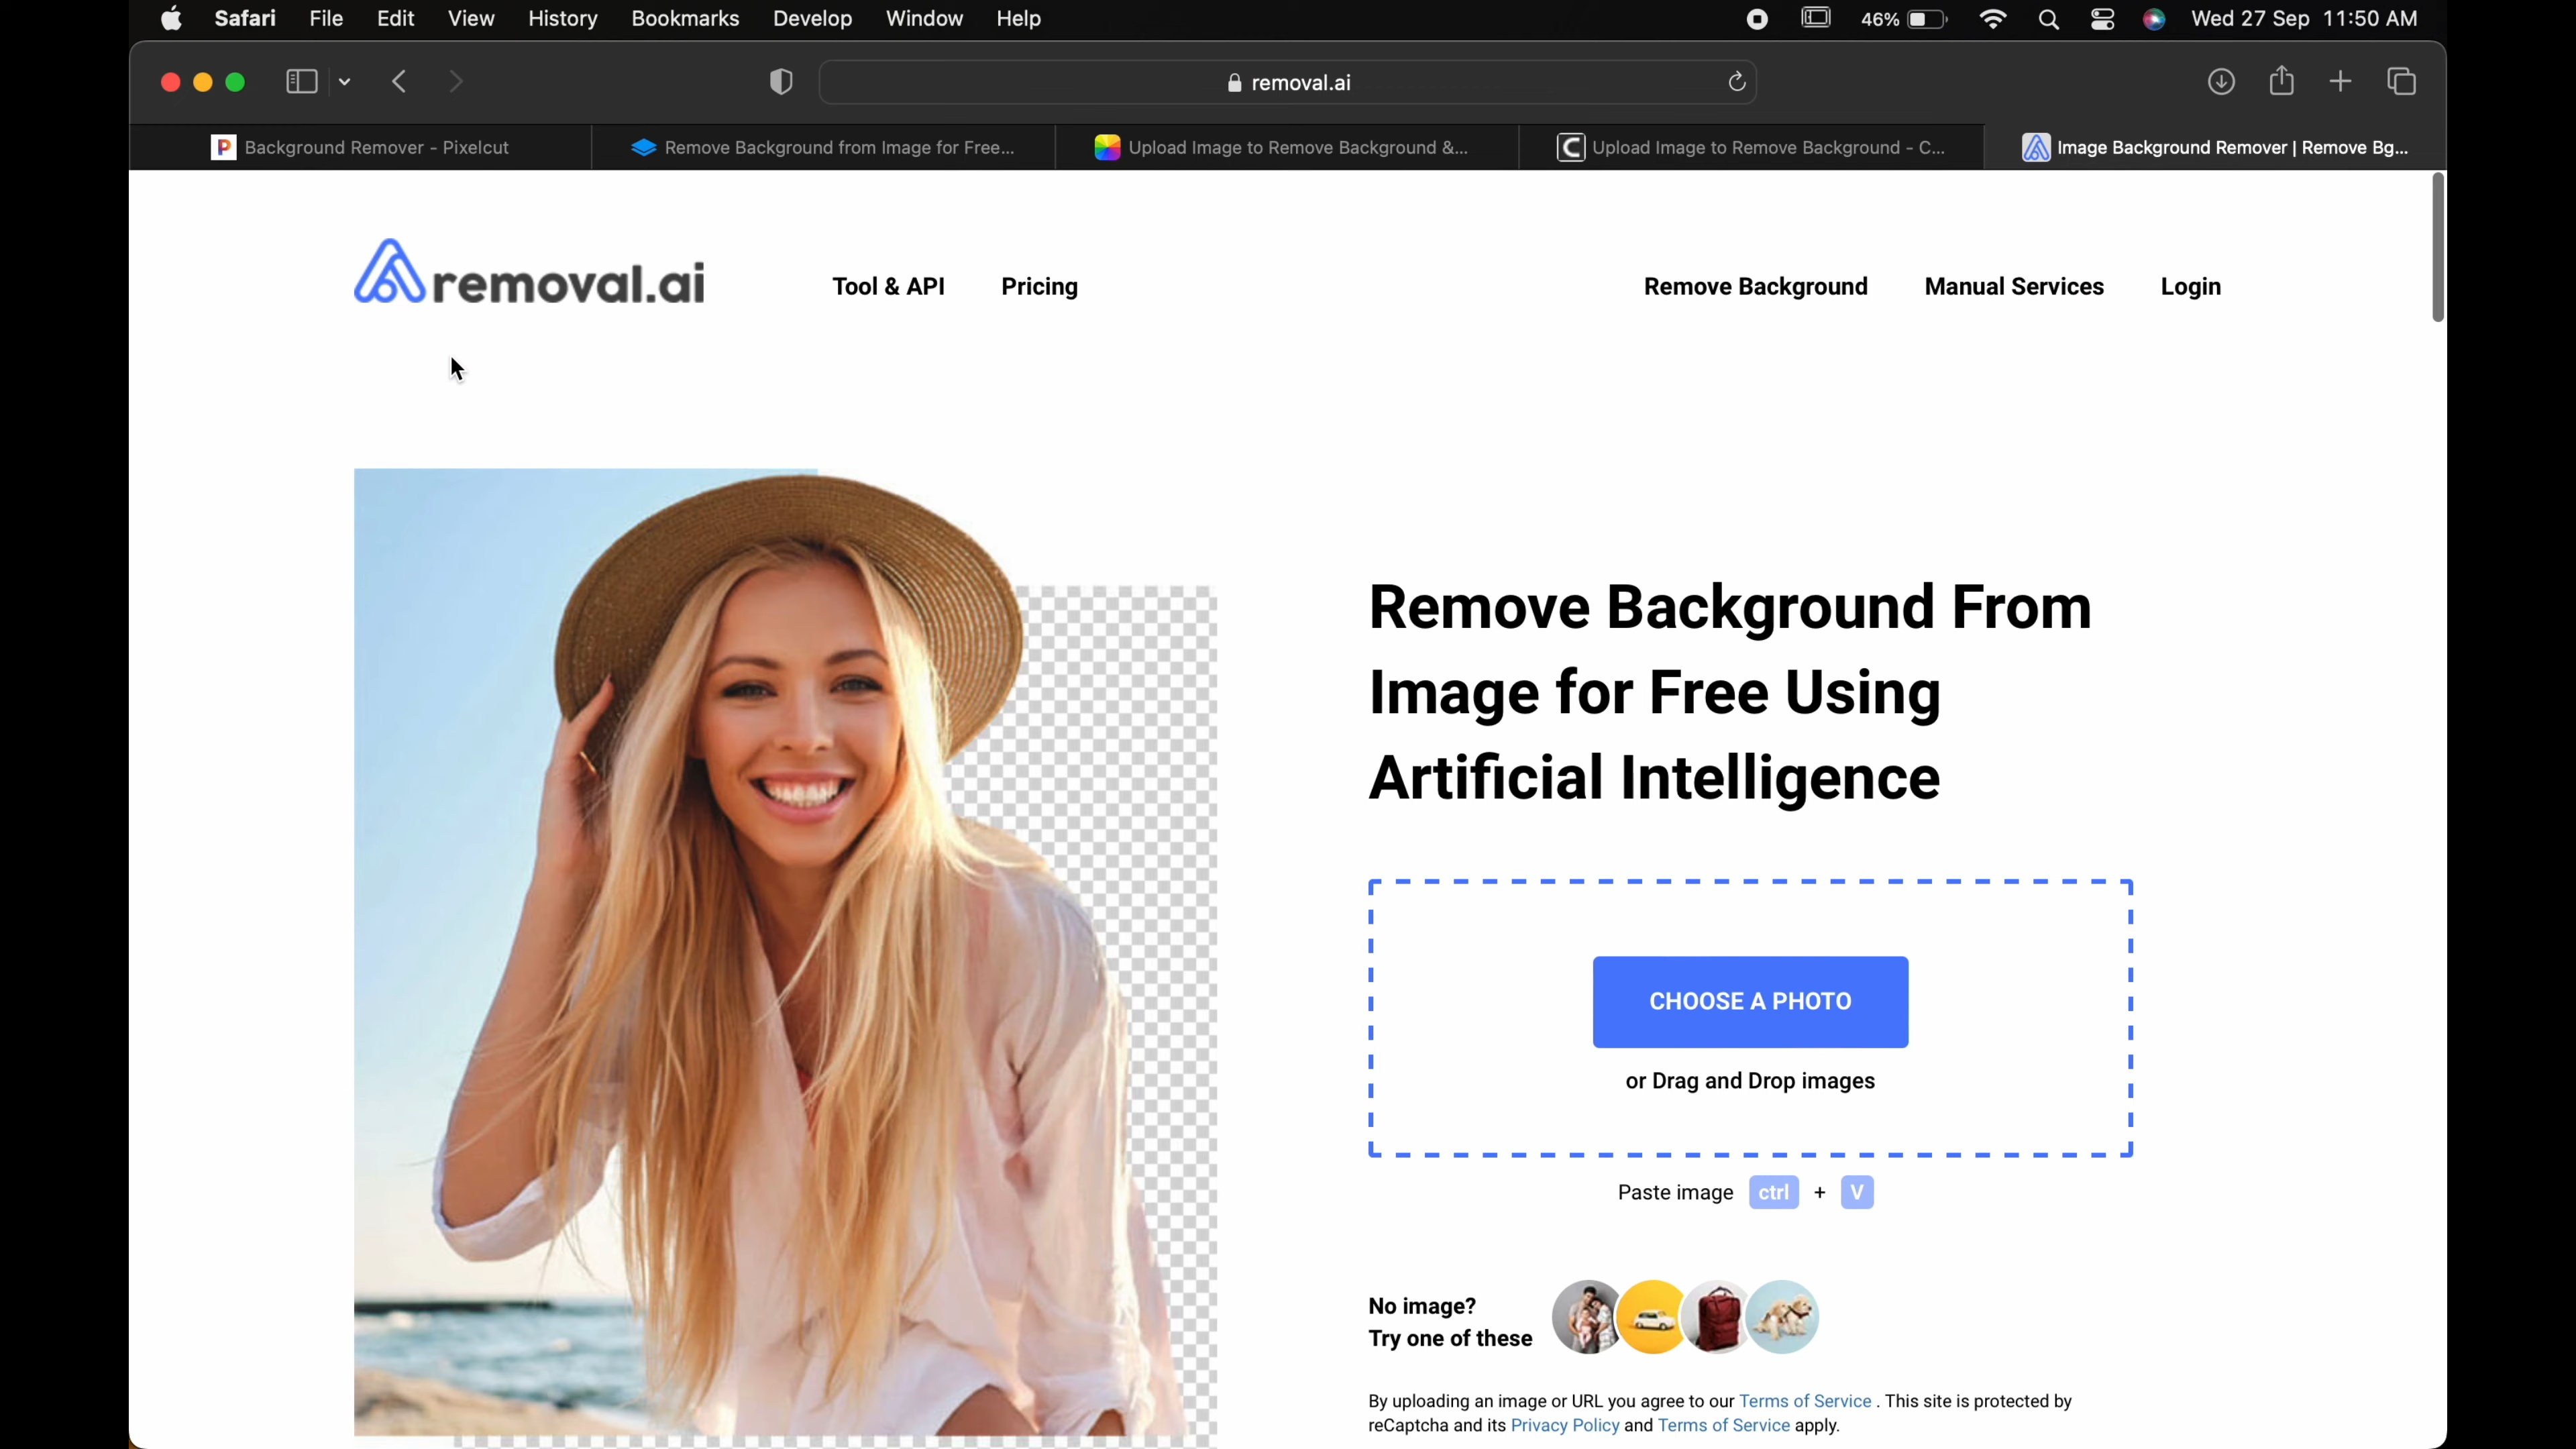 Safari File Edit View History Bookmarks Develop Window Help 46% Wed 27 Sep 11:50 AM
removal.ai
Background Remover - Pixelcut Remove Background from Image for Free... Upload Image to Remove Background &... Upload Image to Remove Background - C... Image Background Remover | Remove Bg...
removal.ai Tool & API Pricing Remove Background Manual Services Login
Remove Background From
Image for Free Using
Artificial Intelligence
CHOOSE A PHOTO
or Drag and Drop images
Paste image ctrl + V
No image?
Try one of these
By uploading an image or URL you agree to our Terms of Service . This site is protected by
reCaptcha and its Privacy Policy and Terms of Service apply.